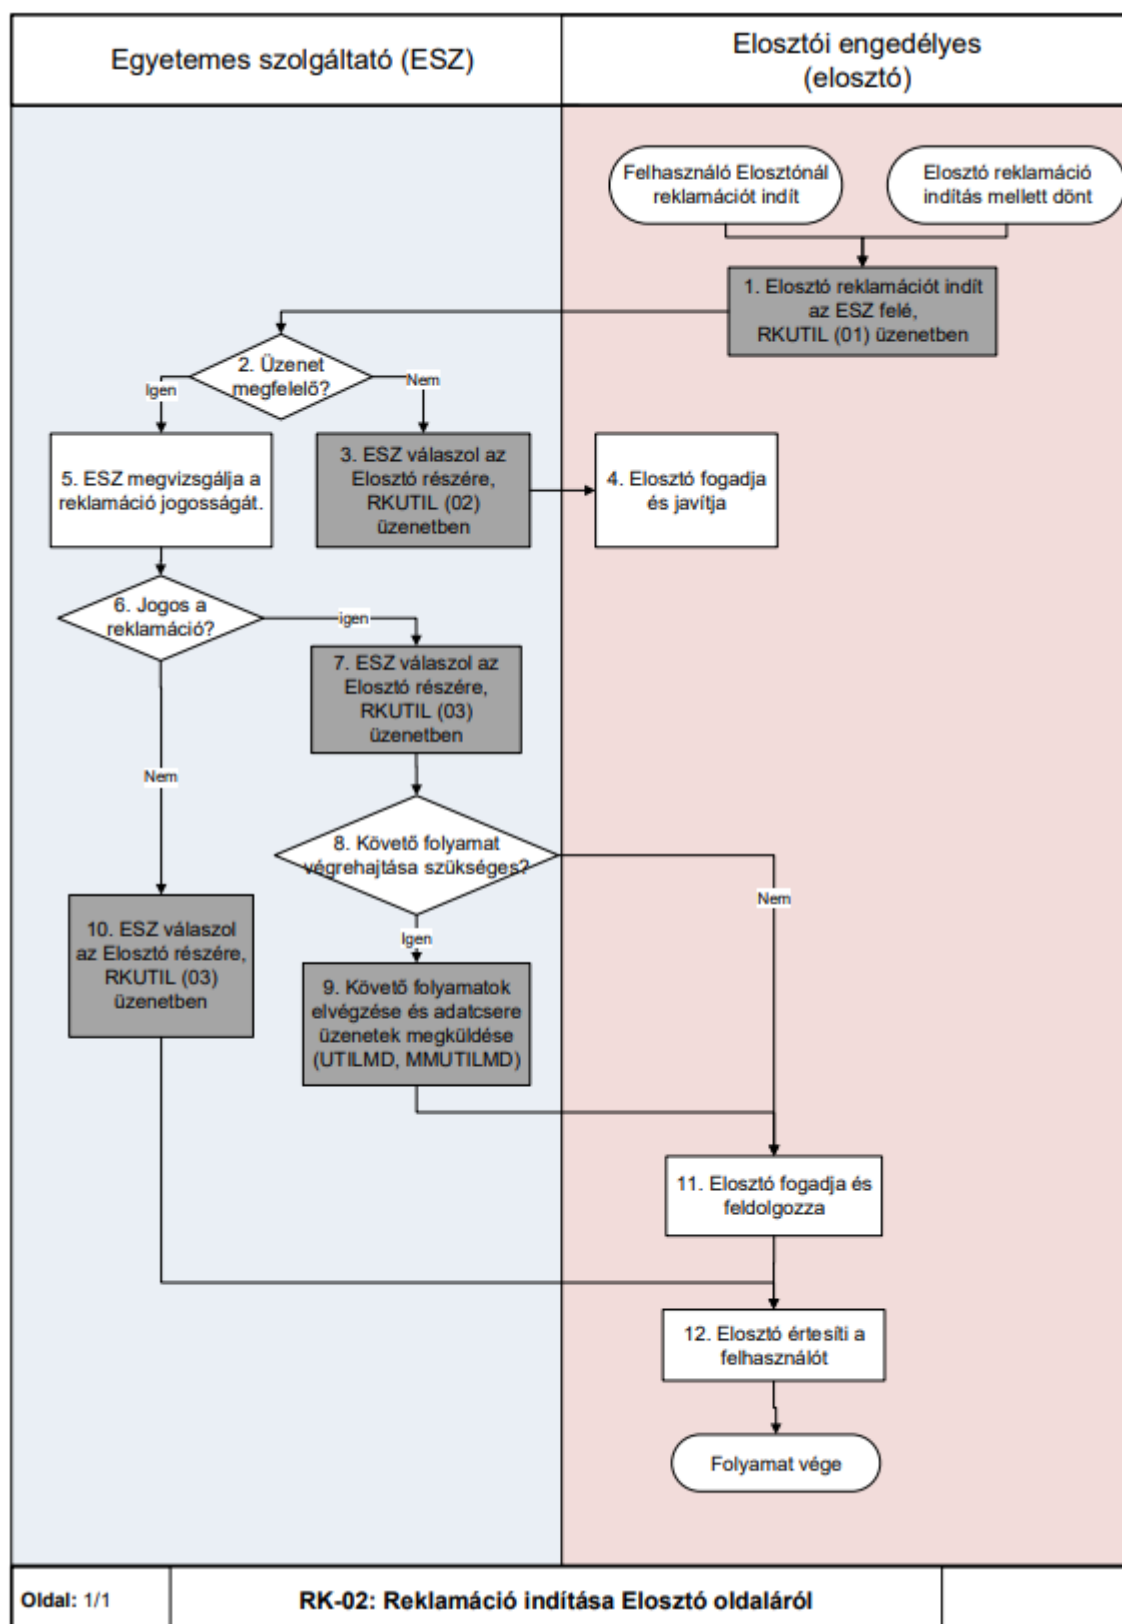 Egyetemes szolgáltató (ESZ)
Elosztói engedélyes
(elosztó)
Felhasználó Elosztónál
reklamációt indít
Elosztó reklamáció
indítás mellett dönt
1. Elosztó reklamációt indít
az ESZ felé,
RKUTIL (01) üzenetben
2. Üzenet
megfelelő?
Igen
Nem
5. ESZ megvizsgálja a
reklamáció jogosságát.
3. ESZ válaszol az
Elosztó részére,
RKUTIL (02)
üzenetben
4. Elosztó fogadja
és javítja
6. Jogos a
reklamáció?
igen
7. ESZ válaszol az
Elosztó részére,
RKUTIL (03)
üzenetben
Nem
8. Követő folyamat
végrehajtása szükséges?
Nem
Igen
10. ESZ válaszol
az Elosztó részére,
RKUTIL (03)
üzenetben
9. Követő folyamatok
elvégzése és adatcsere
üzenetek megküldése
(UTILMD, MMUTILMD)
11. Elosztó fogadja és
feldolgozza
12. Elosztó értesíti a
felhasználót
Folyamat vége
Oldal: 1/1
RK-02: Reklamáció indítása Elosztó oldaláról